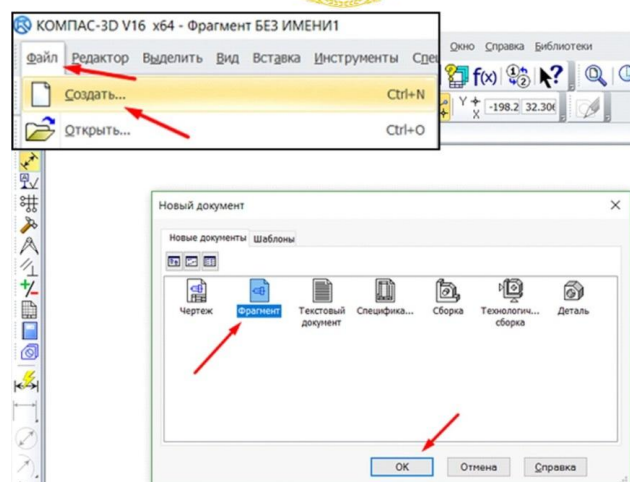 КОМПАС-3D V16 x64 - Фрагмент БЕЗ ИМЕНИ1
Файл Редактор Выделить Вид Вставка Инструменты Спец
Окно Справка Библиотеки
Создать... Ctrl+N
f(x)
Y X -198.2 32.306
Открыть... Ctrl+O
Новый документ
Новые документы Шаблоны
Чертеж Фрагмент Текстовый документ Специфика... Сборка Технологич... сборка Деталь
OK Отмена Справка